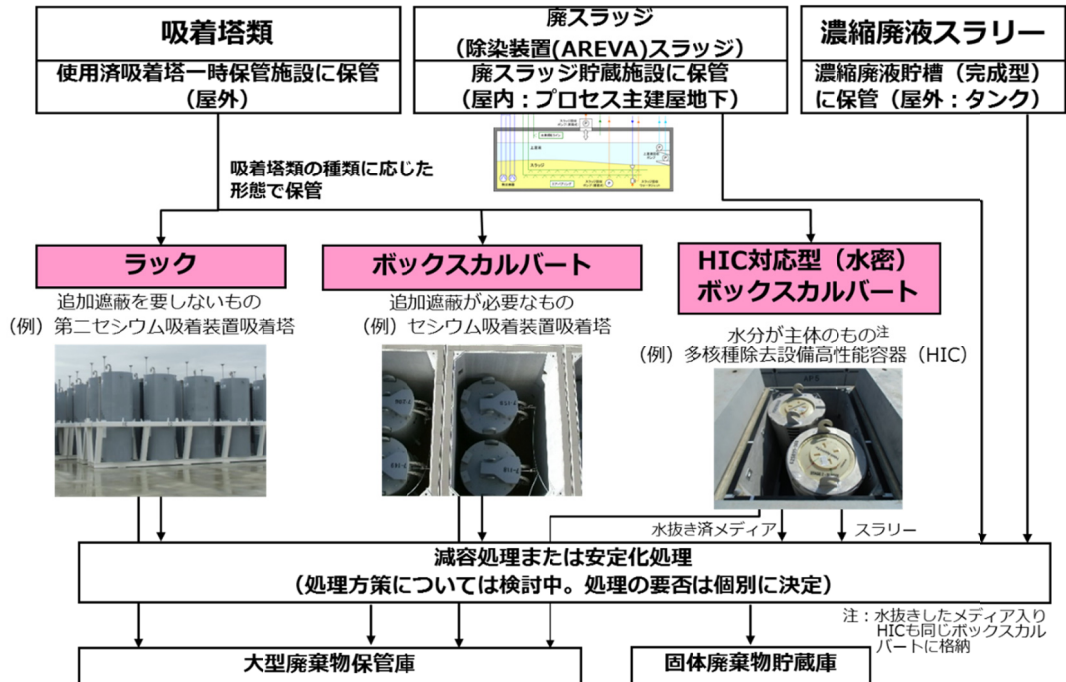 吸着塔類
使用済吸着塔一時保管施設に保管
（屋外）
廃スラッジ
（除染装置(AREVA)スラッジ）
廃スラッジ貯蔵施設に保管
（屋内：プロセス主建屋地下）
濃縮廃液スラリー
濃縮廃液貯槽（完成型）
に保管（屋外：タンク）
吸着塔類の種類に応じた
形態で保管
ラック
追加遮蔽を要しないもの
（例）第二セシウム吸着装置吸着塔
ボックスカルバート
追加遮蔽が必要なもの
（例）セシウム吸着装置吸着塔
HIC対応型（水密）
ボックスカルバート
水分が主体のもの注
（例）多核種除去設備高性能容器（HIC）
水抜き済メディア
スラリー
減容処理または安定化処理
（処理方策については検討中。処理の要否は個別に決定）
注：水抜きしたメディア入り
HICも同じボックスカル
バートに格納
大型廃棄物保管庫
固体廃棄物貯蔵庫